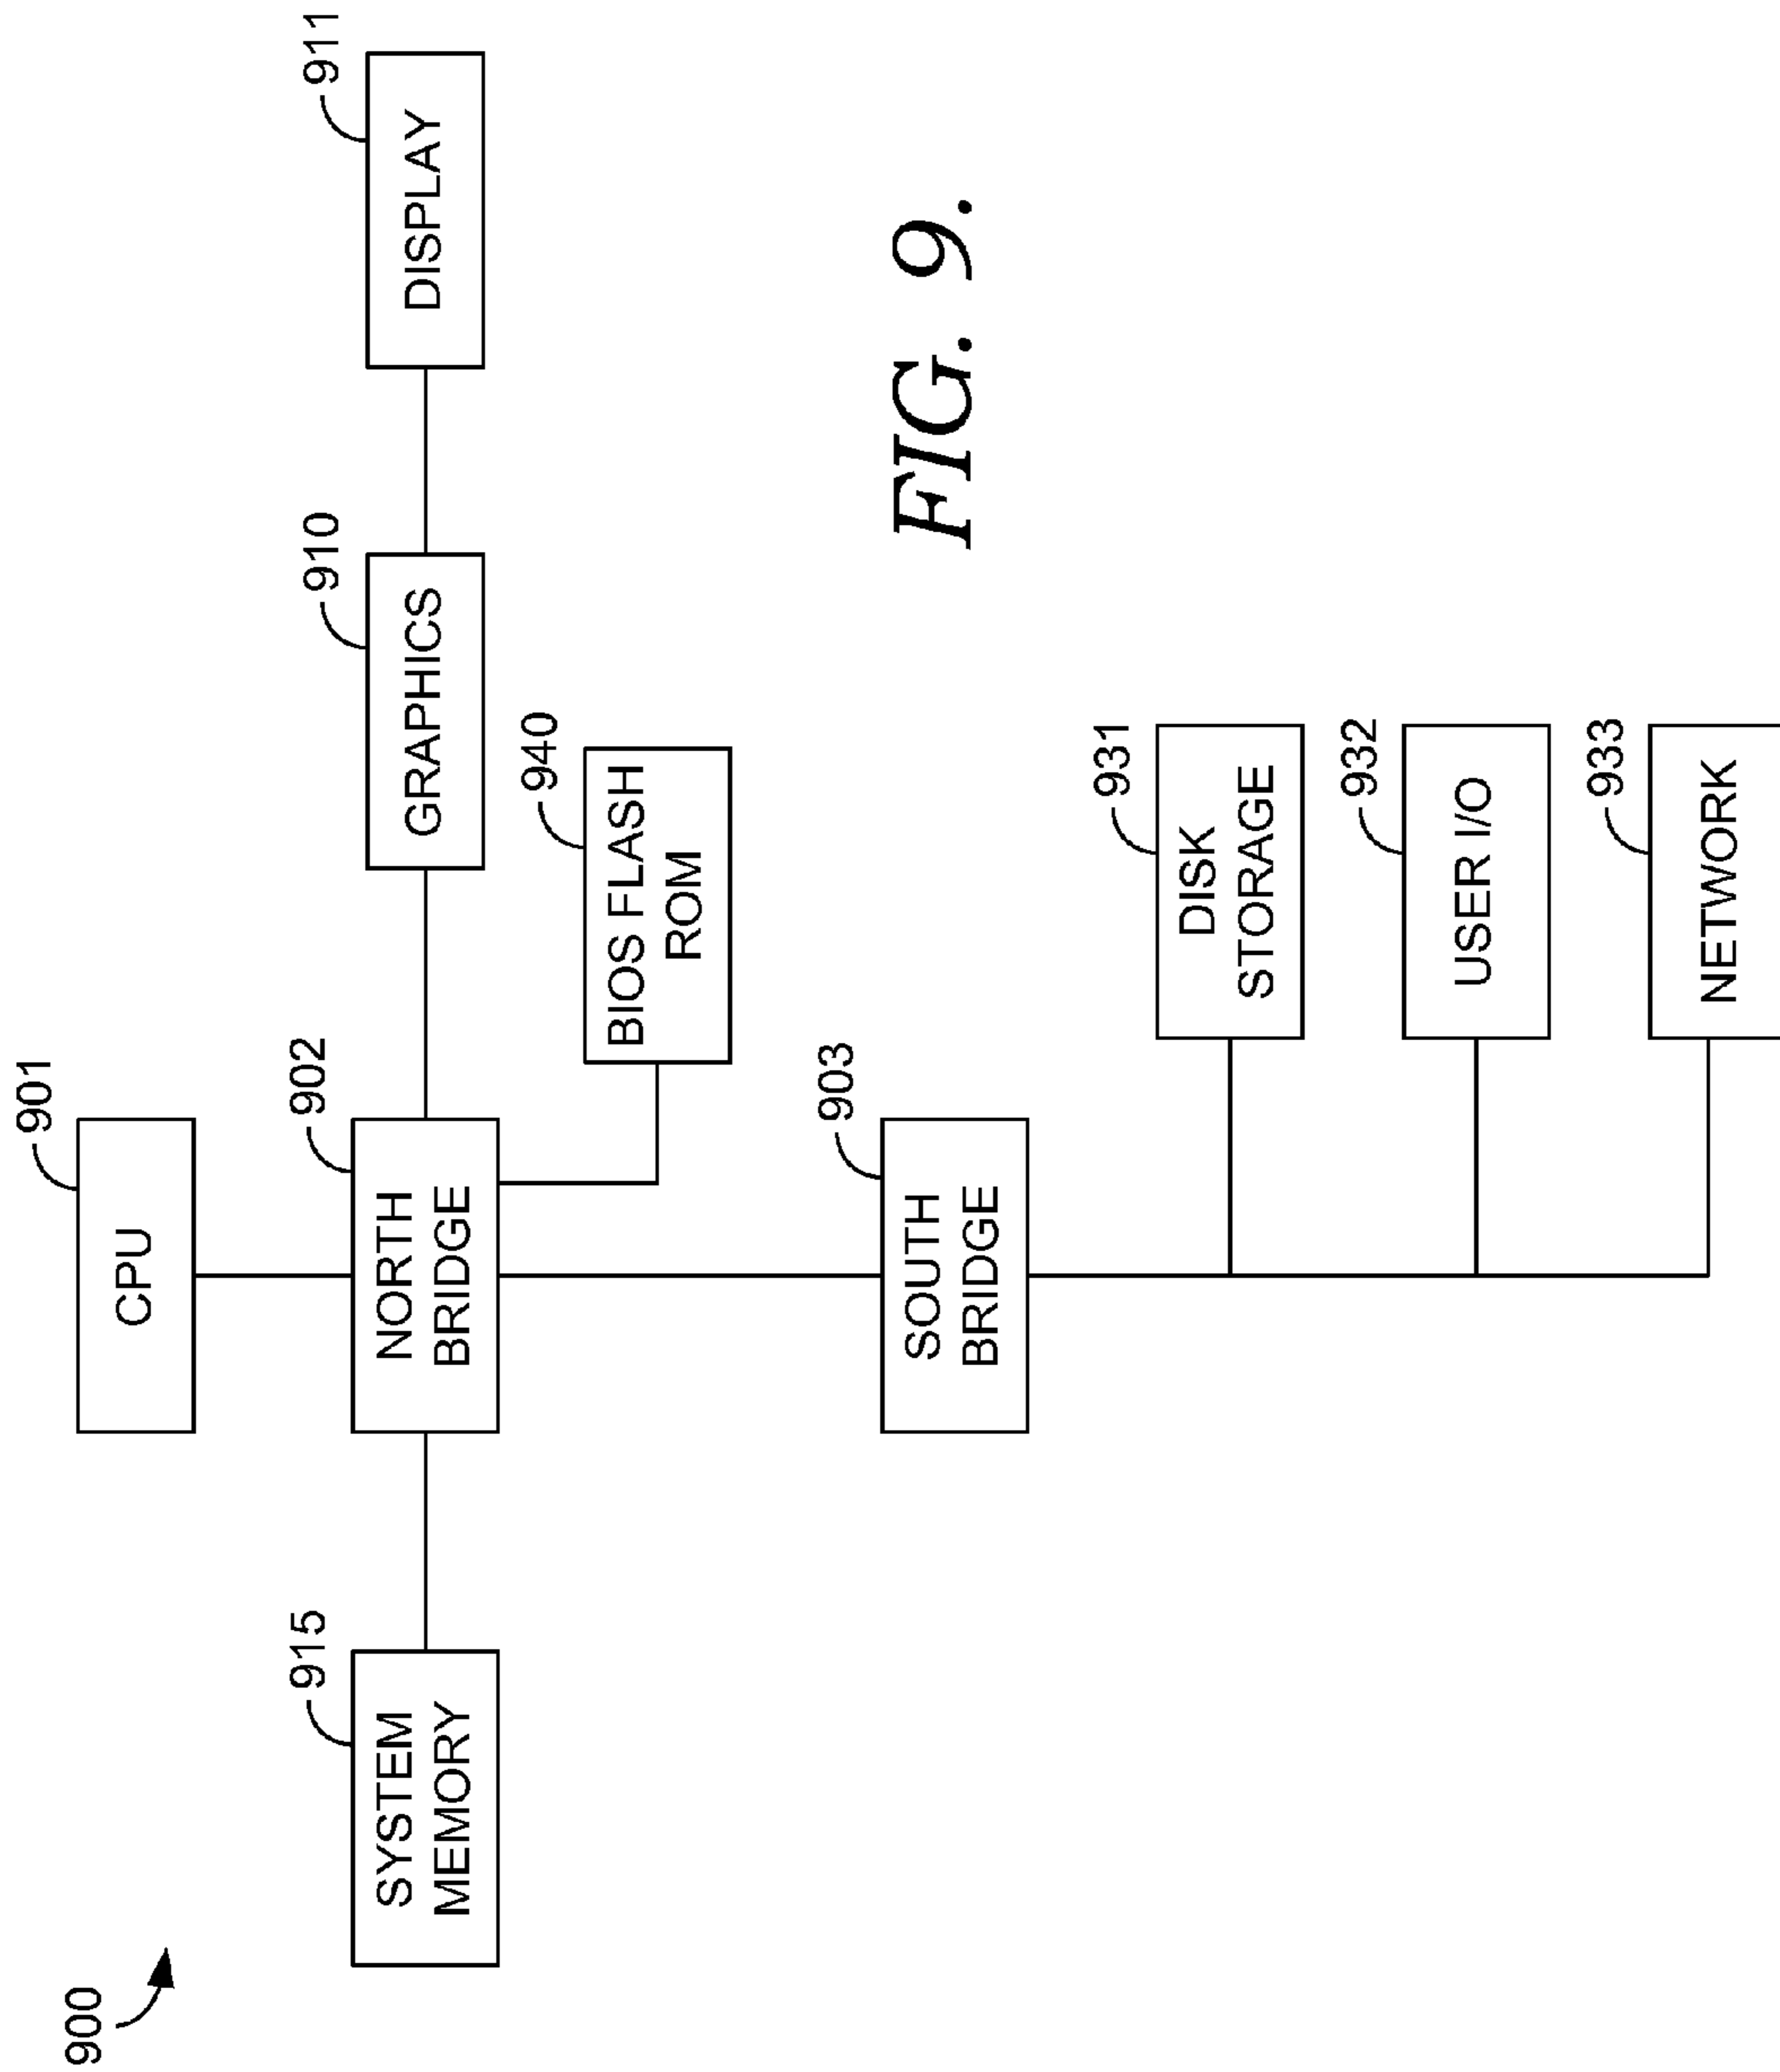 900
901
CPU
915
SYSTEM
MEMORY
902
NORTH
BRIDGE
910
GRAPHICS
911
DISPLAY
940
BIOS FLASH
ROM
903
SOUTH
BRIDGE
931
DISK
STORAGE
932
USER I/O
933
NETWORK
FIG. 9.